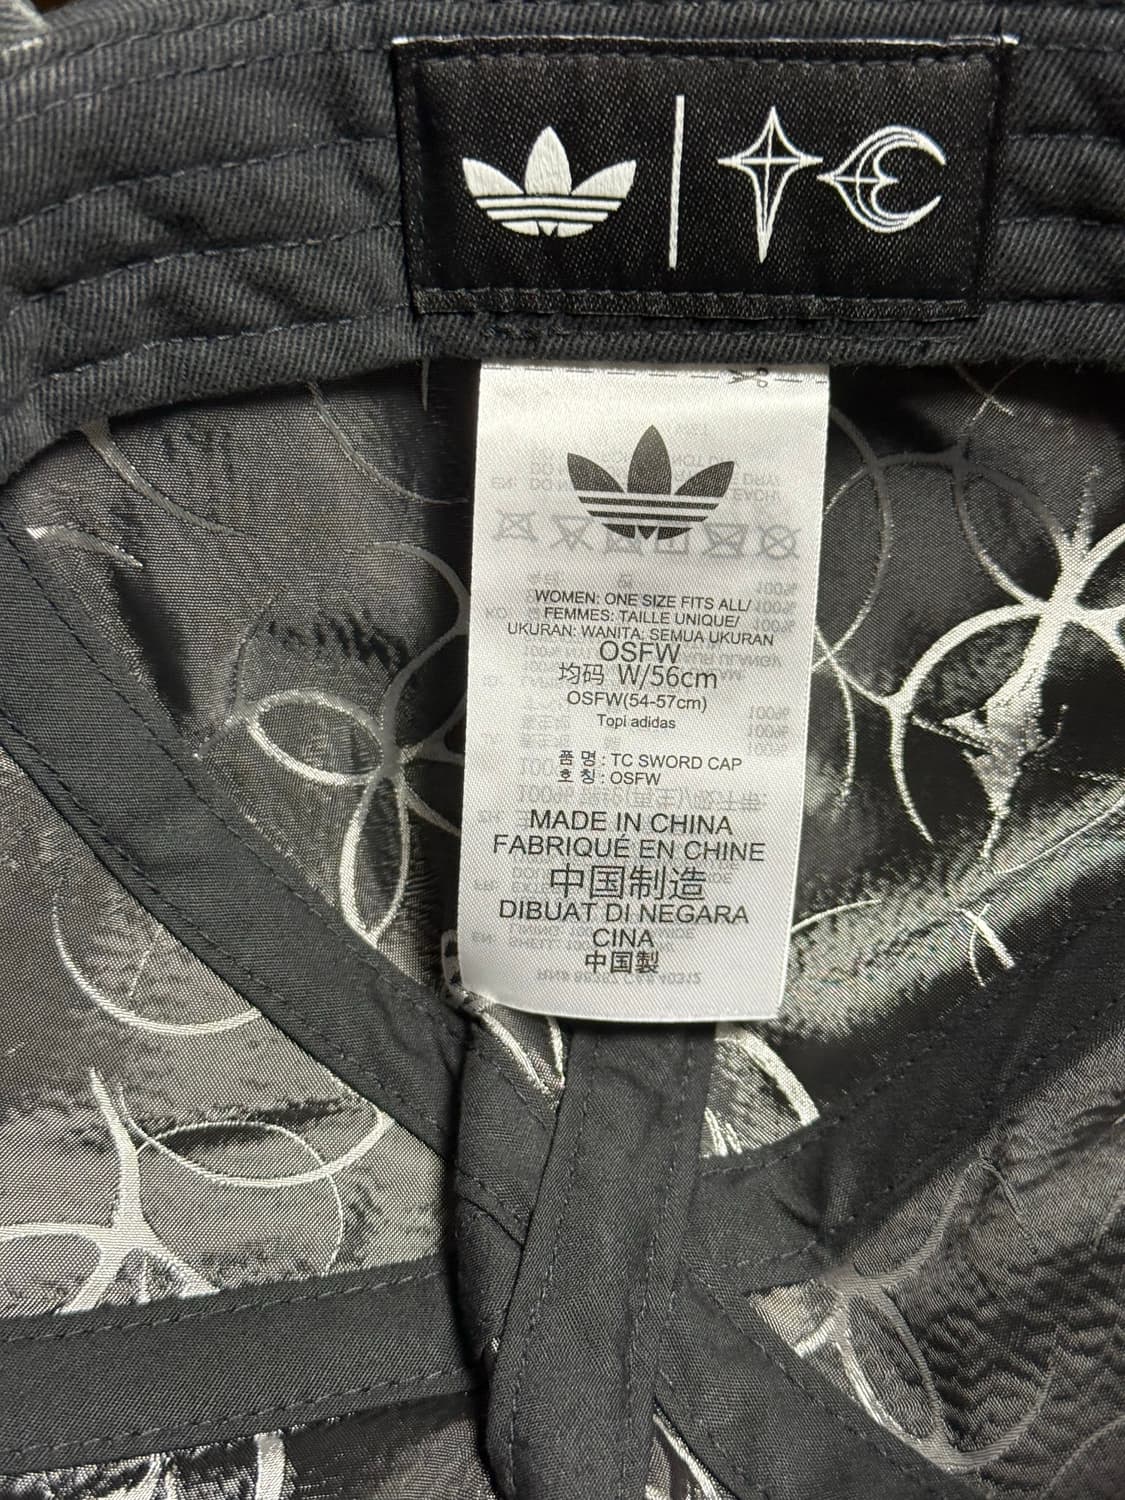 WOMEN: ONE SIZE FITS ALL/
FEMMES: TAILLE UNIQUE/
UKURAN: WANITA: SEMUA UKURAN
OSFW
均码 W/56cm
OSFW(54-57cm)
Topi adidas
품 명 : TC SWORD CAP
호 칭 : OSFW
MADE IN CHINA
FABRIQUÉ EN CHINE
中国制造
DIBUAT DI NEGARA
CINA
中国製